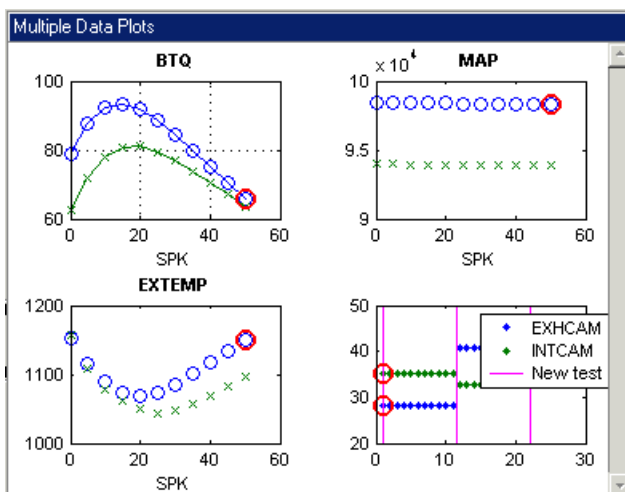 Multiple Data Plots
BTQ
100
80
60
0 20 40 60
SPK
x 10⁴ MAP
10
9.5
9
0 20 40 60
SPK
EXTEMP
1200
1100
1000
0 20 40 60
SPK
50
40
30
20
0 10 20 30
EXHCAM
INTCAM
New test